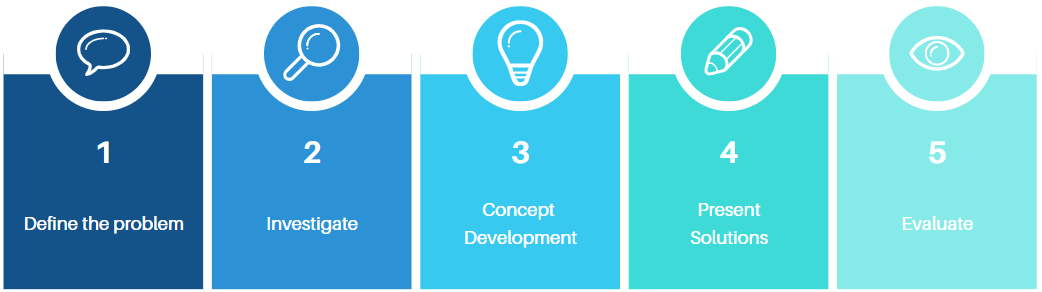 1
Define the problem
2
Investigate
3
Concept
Development
4
Present
Solutions
5
Evaluate